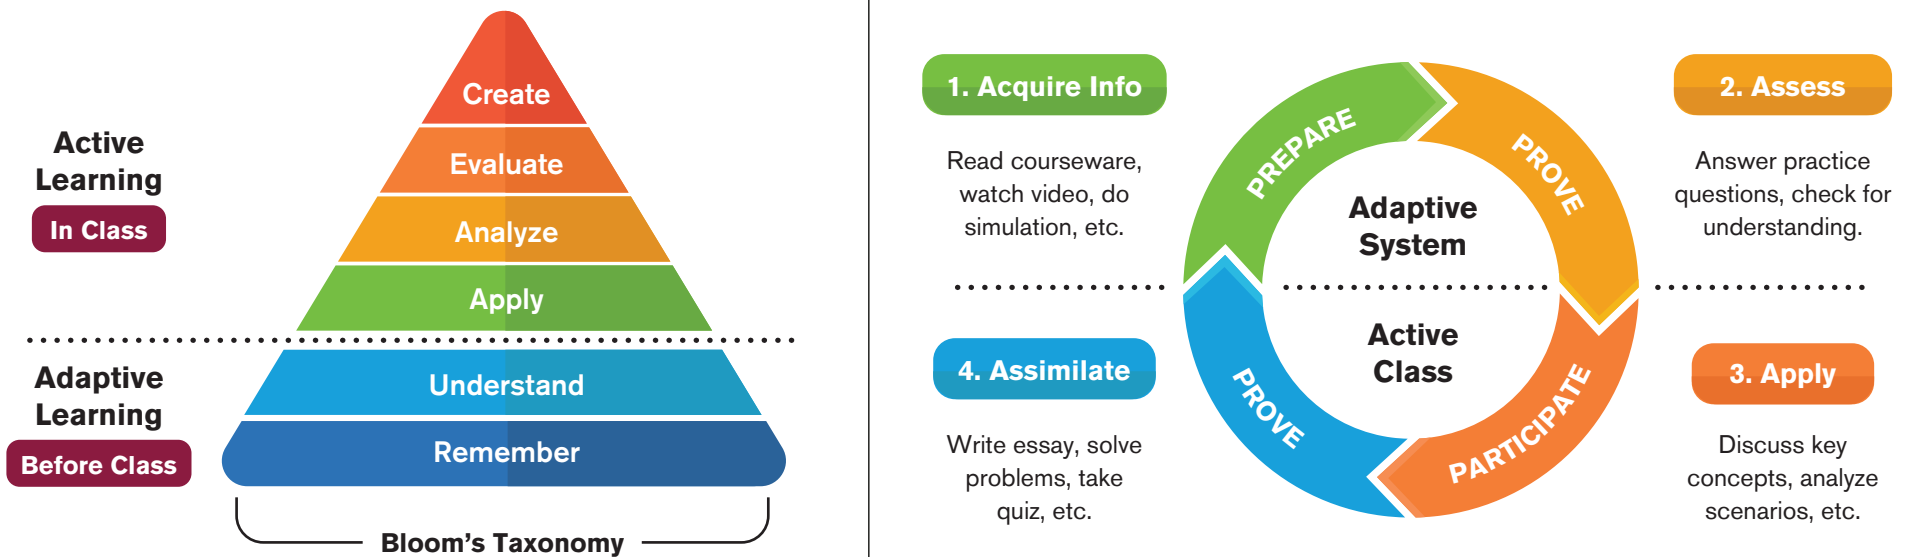 Create
Evaluate
Analyze
Apply
Understand
Remember
Active
Learning
In Class
Adaptive
Learning
Before Class
Bloom’s Taxonomy
1. Acquire Info
Read courseware,
watch video, do
simulation, etc.
2. Assess
Answer practice
questions, check for
understanding.
PREPARE
PROVE
Adaptive
System
Active
Class
PROVE
PARTICIPATE
4. Assimilate
Write essay, solve
problems, take
quiz, etc.
3. Apply
Discuss key
concepts, analyze
scenarios, etc.